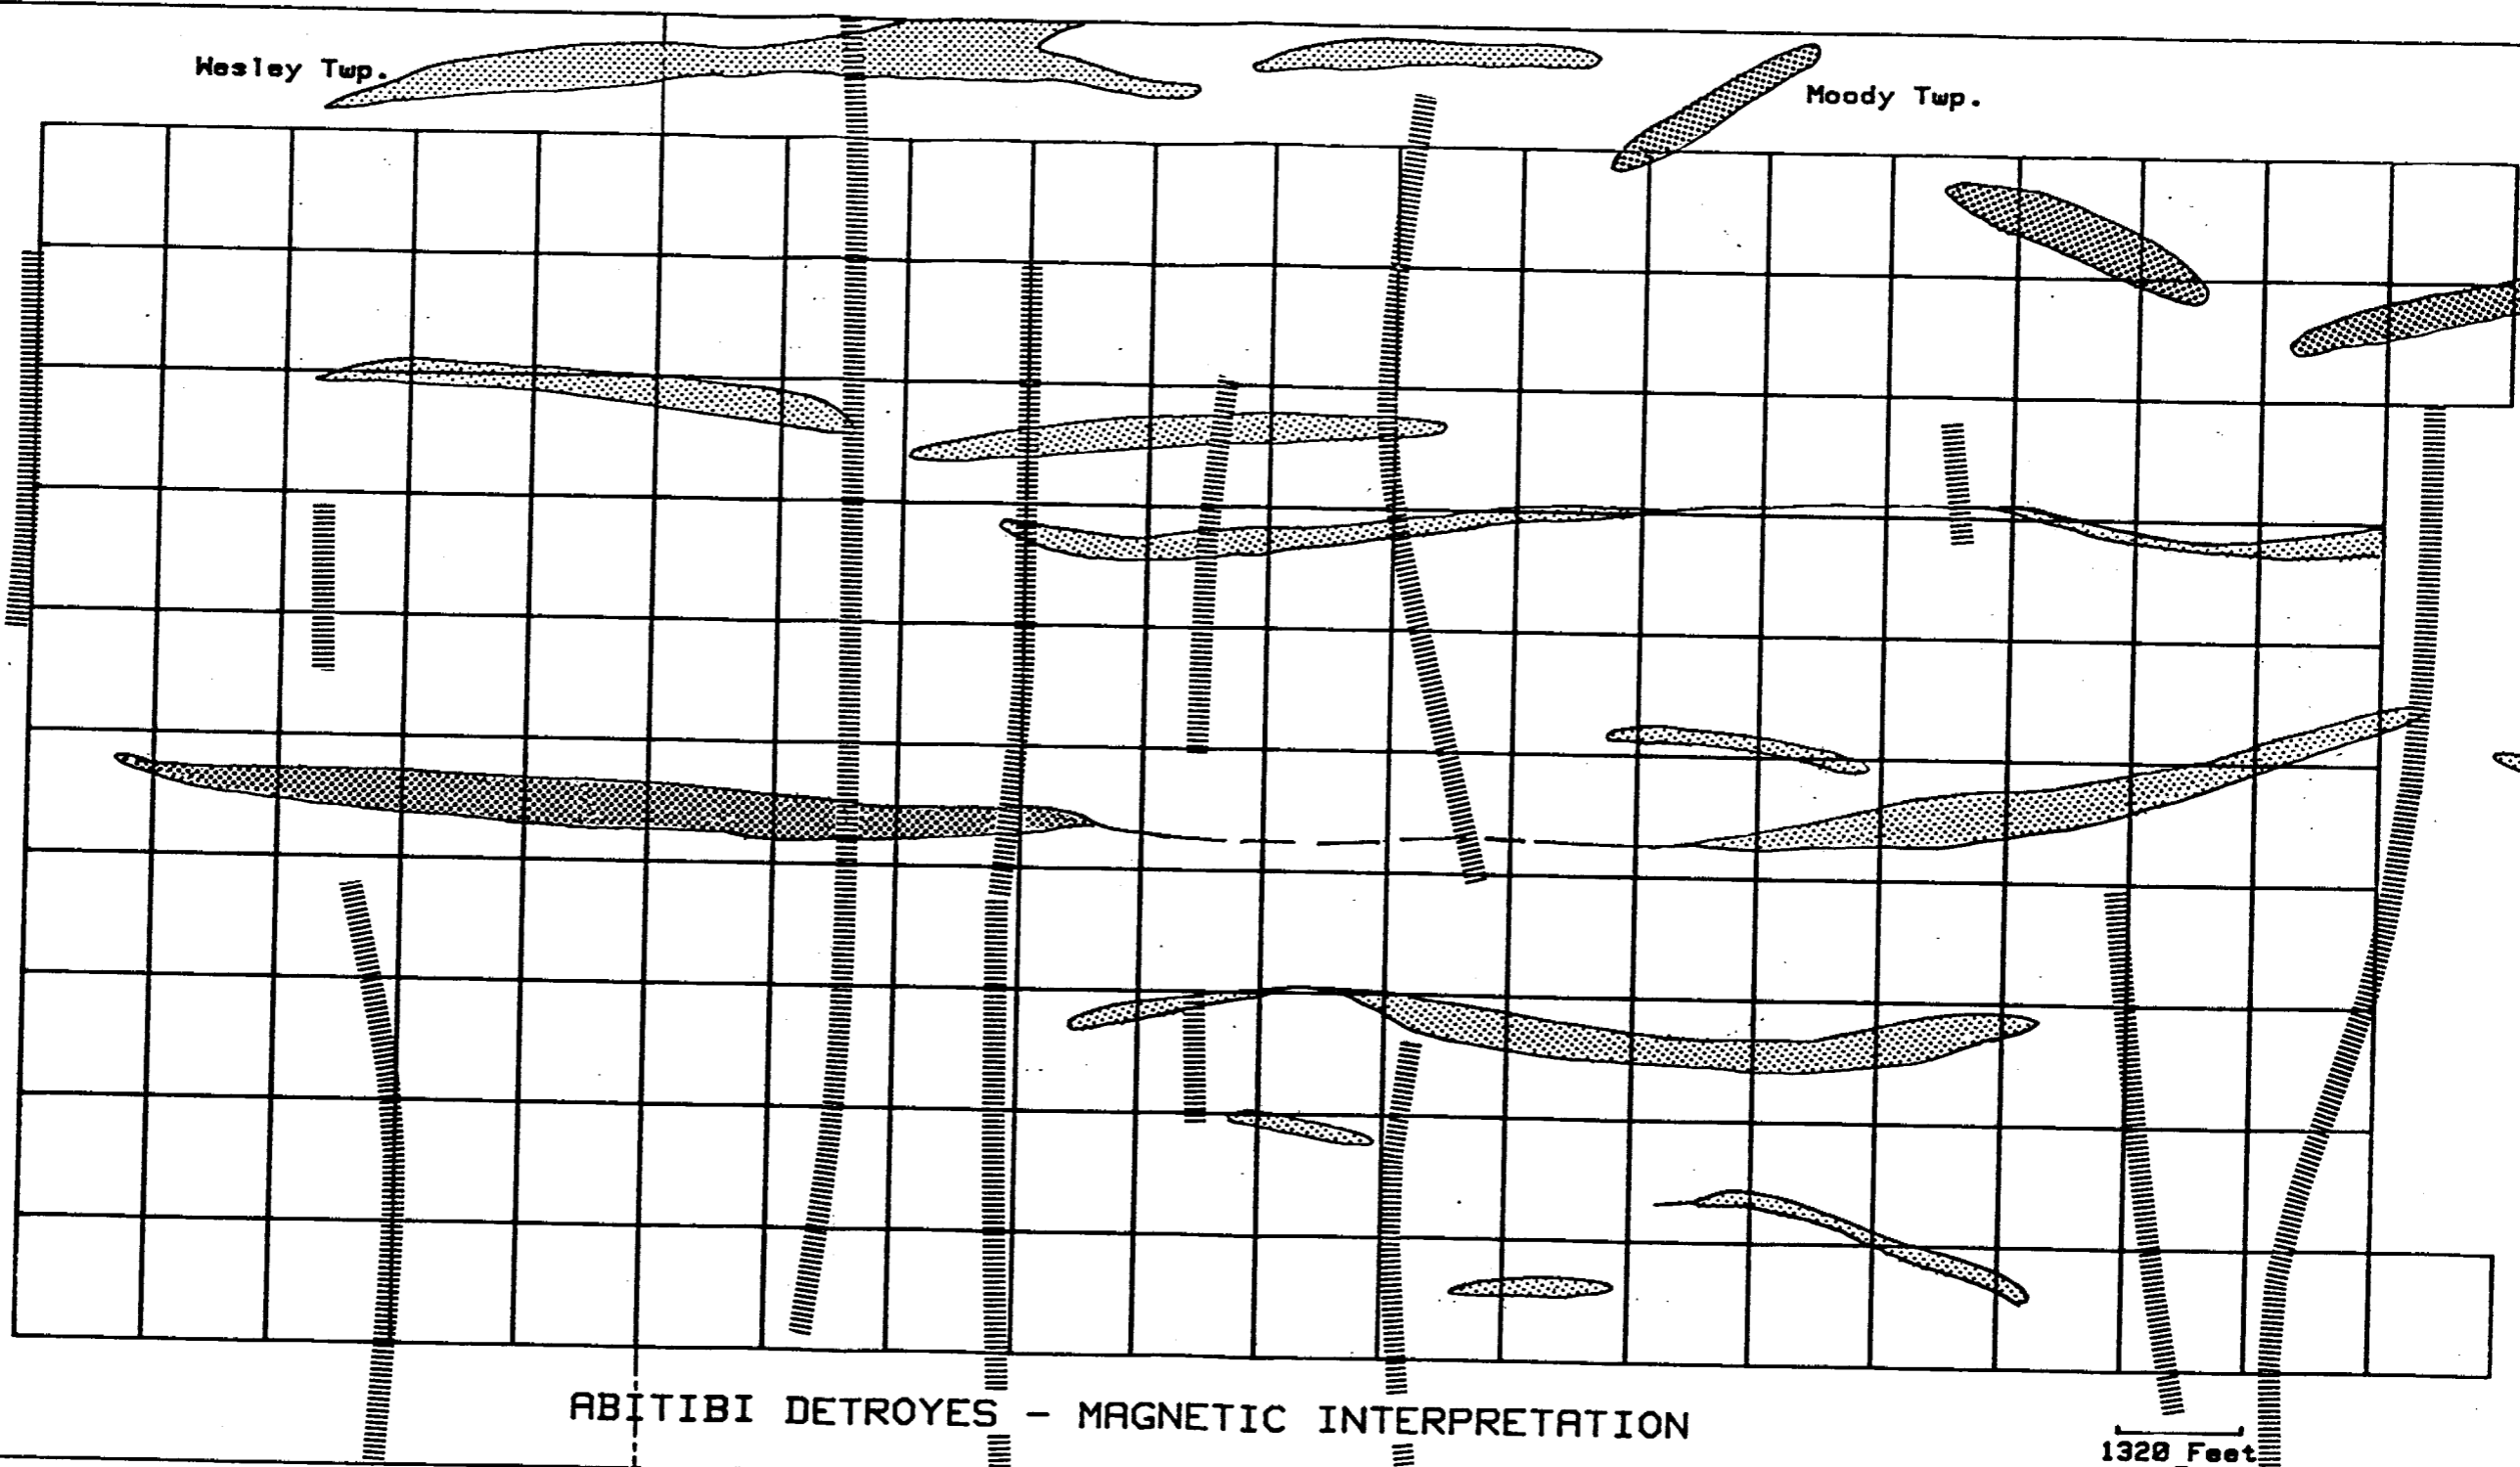 Wesley Twp.
Moody Twp.
ABITIBI DETROYES - MAGNETIC INTERPRETATION
1320 Feet